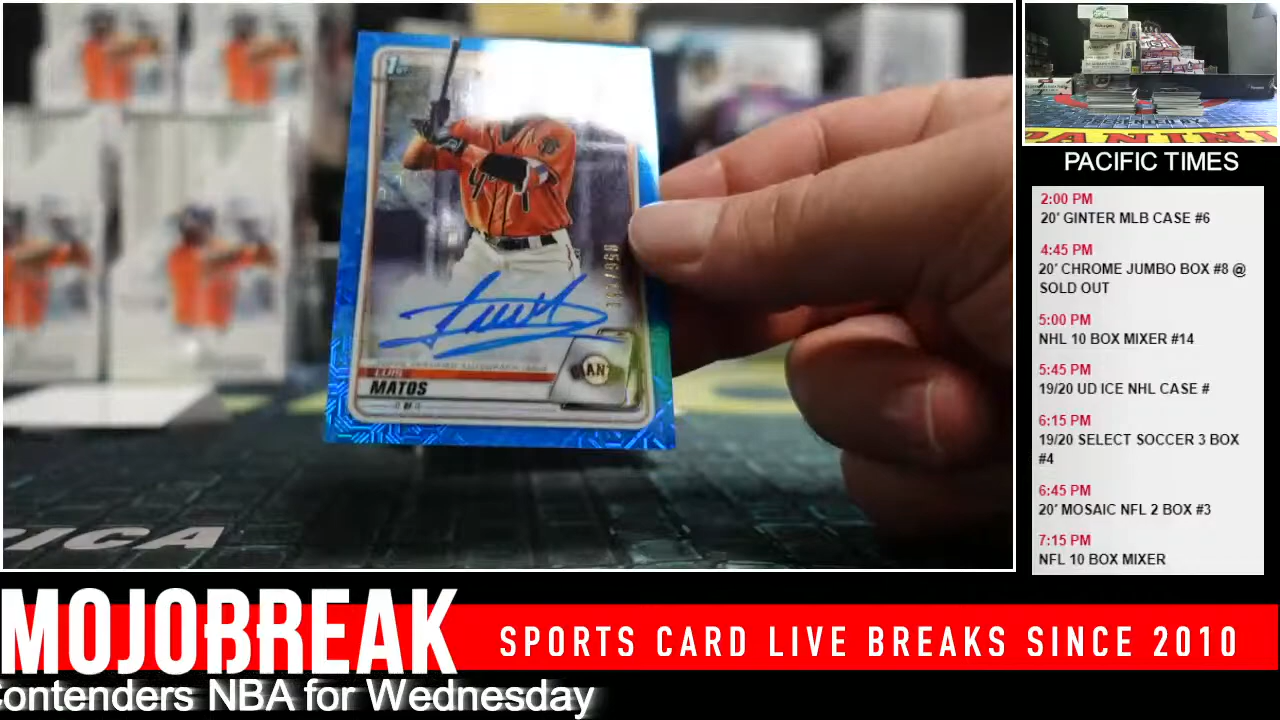 1ST
LUIS
MATOS
PICA
PACIFIC TIMES
2:00 PM
20' GINTER MLB CASE #6
4:45 PM
20' CHROME JUMBO BOX #8 @
SOLD OUT
5:00 PM
NHL 10 BOX MIXER #14
5:45 PM
19/20 UD ICE NHL CASE #
6:15 PM
19/20 SELECT SOCCER 3 BOX
#4
6:45 PM
20' MOSAIC NFL 2 BOX #3
7:15 PM
NFL 10 BOX MIXER
MOJOBREAK
SPORTS CARD LIVE BREAKS SINCE 2010
Contenders NBA for Wednesday